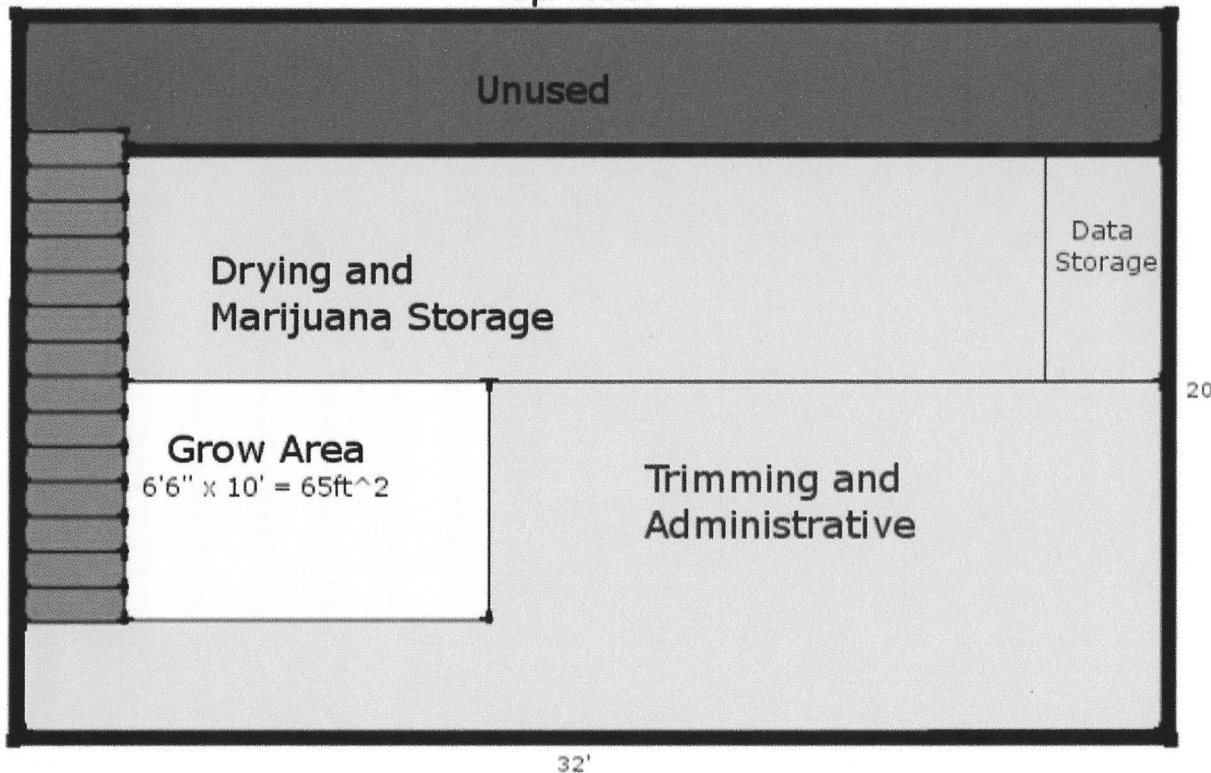 Unused
Data
Storage
Drying and
Marijuana Storage
20
Grow Area
6'6" x 10' = 65ft^2
Trimming and
Administrative
32'